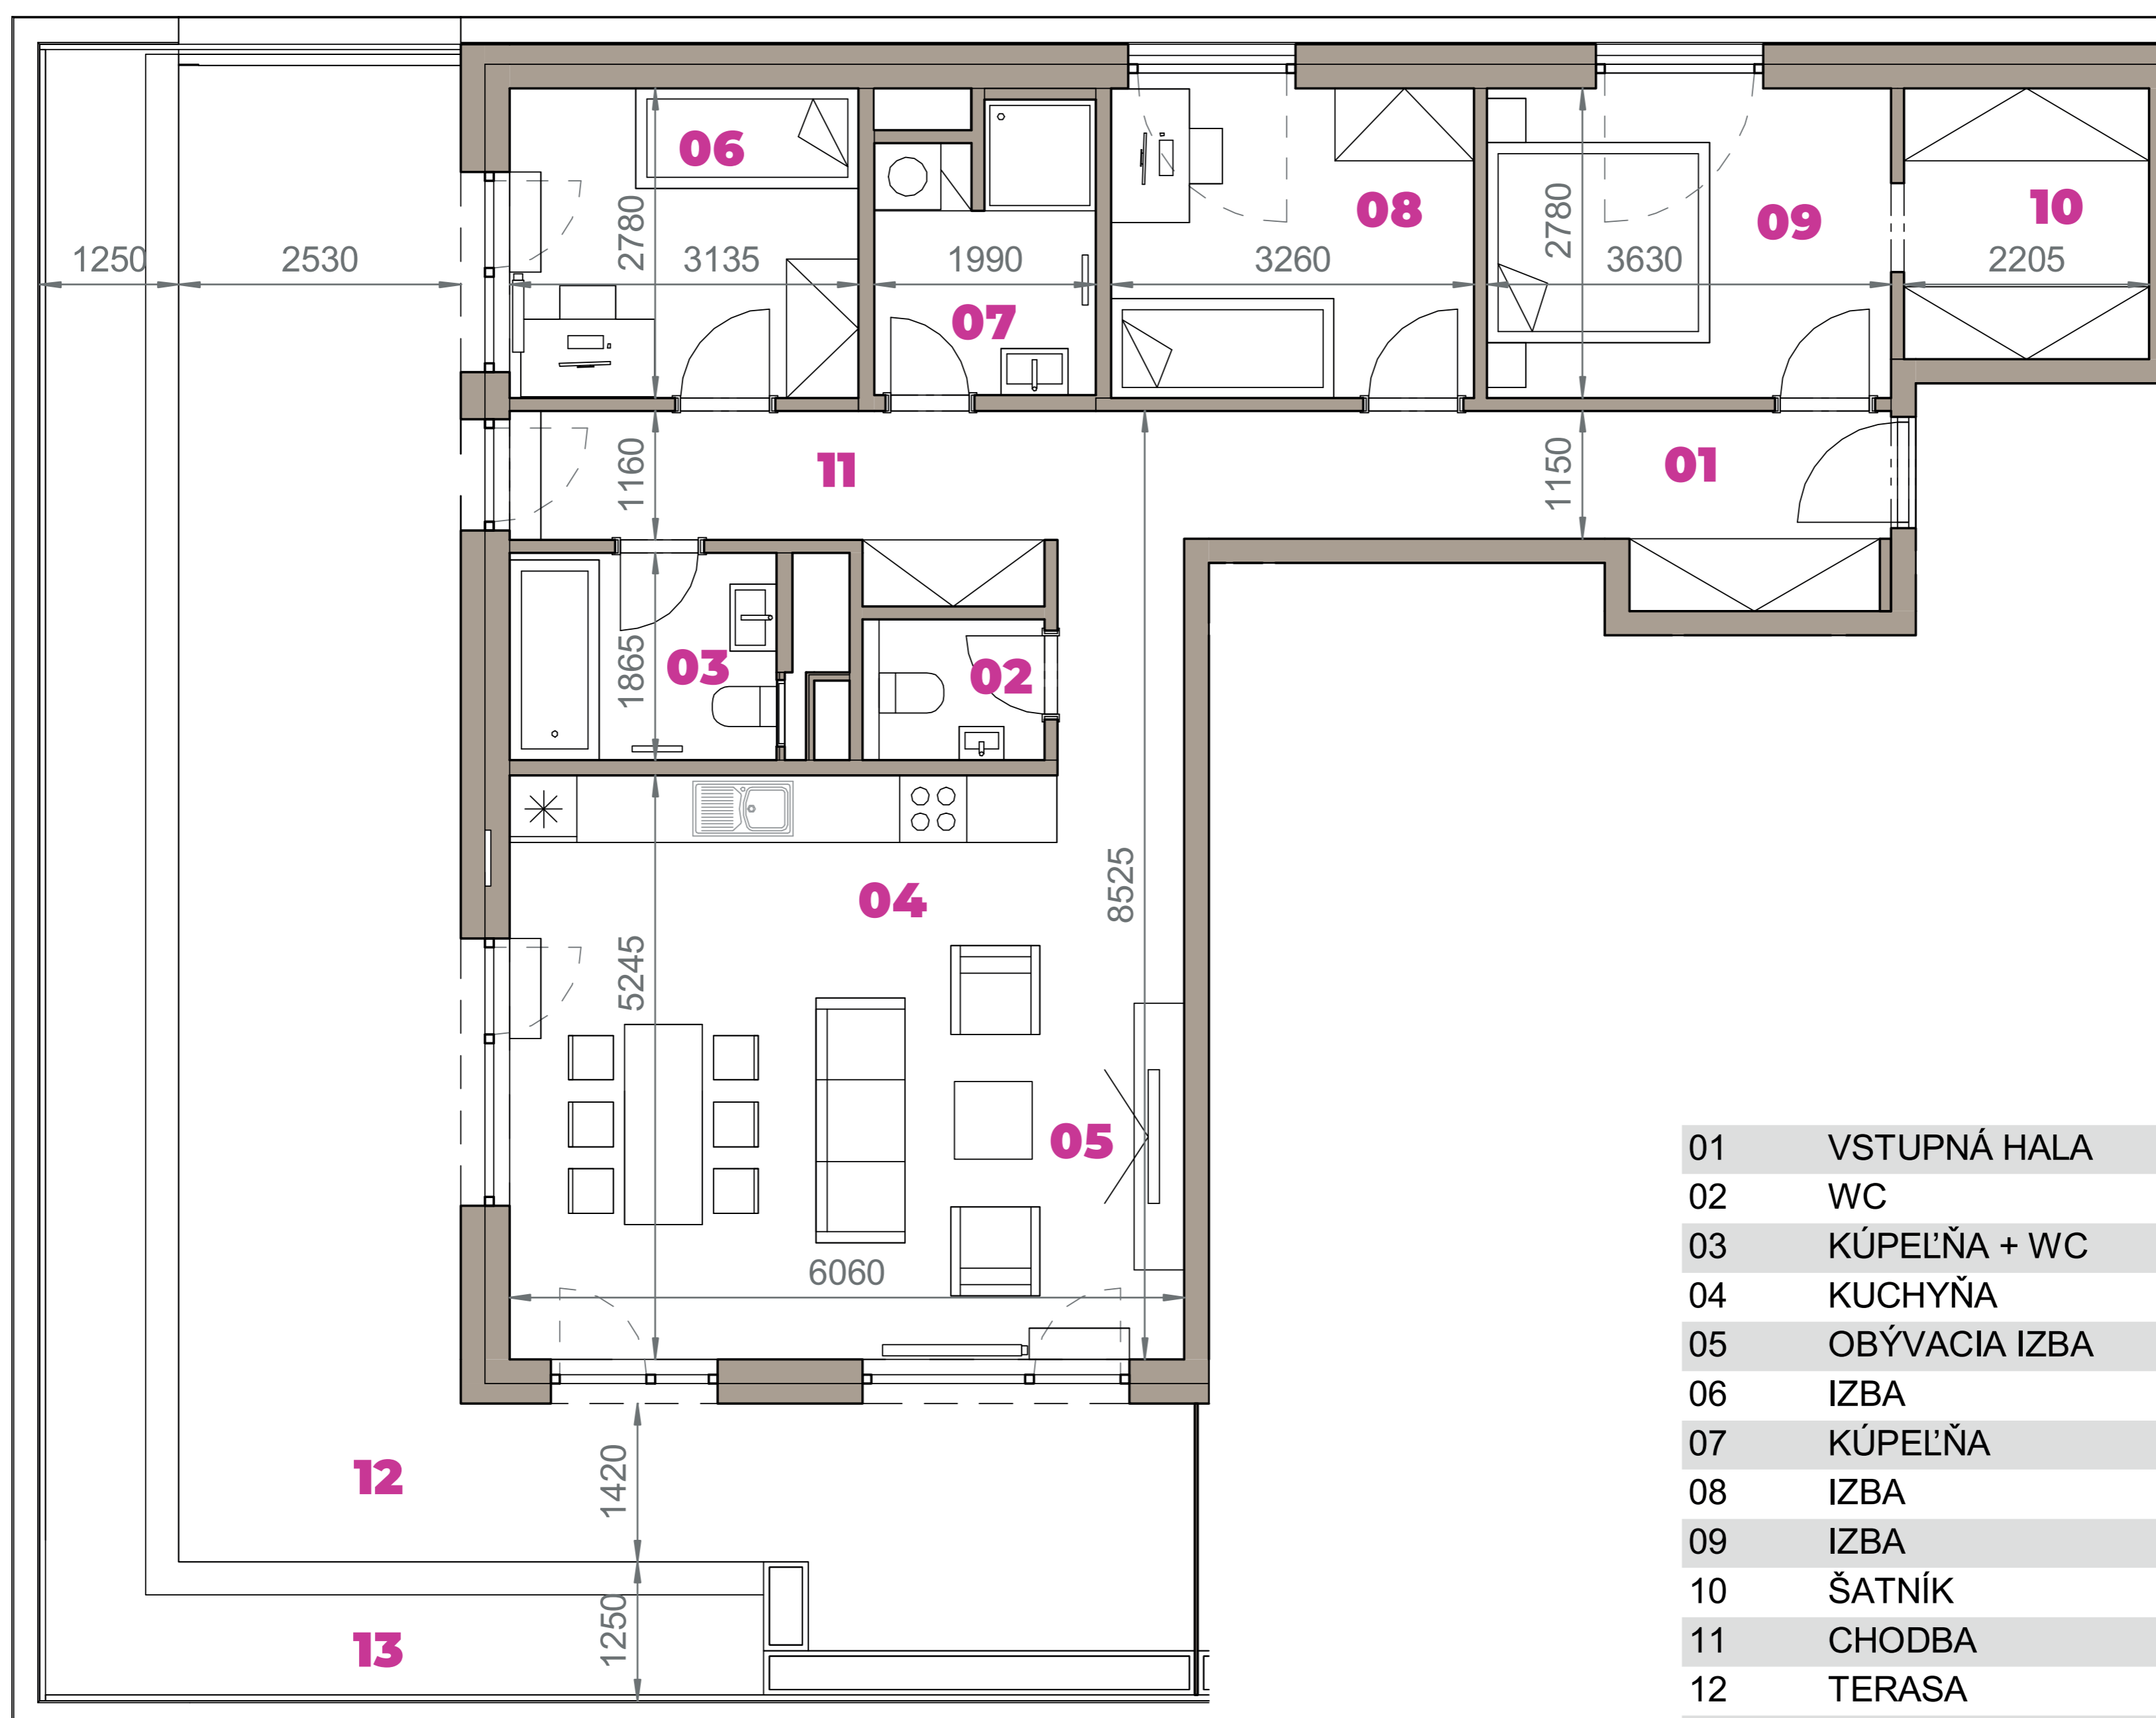 06
08
09
10
2780
2780
1250
2530
3135
1990
3260
3630
2205
07
11
1160
01
1150
03
1865
02
04
8525
5245
05
6060
12
1420
13
1250
01 VSTUPNÁ HALA
02 WC
03 KÚPEĽŇA + WC
04 KUCHYŇA
05 OBÝVACIA IZBA
06 IZBA
07 KÚPEĽŇA
08 IZBA
09 IZBA
10 ŠATNÍK
11 CHODBA
12 TERASA